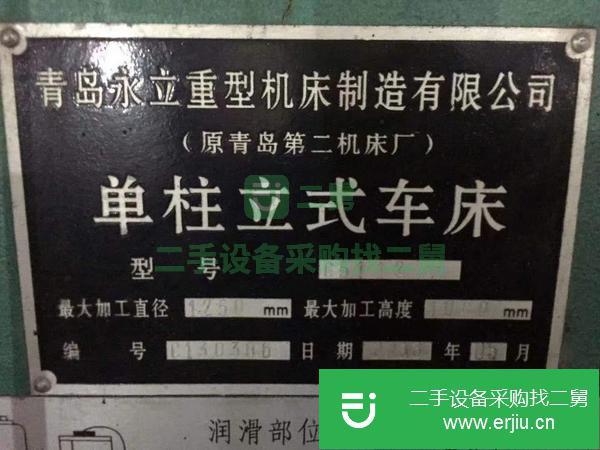 青岛永立重型机床制造有限公司
（原青岛第二机床厂）
单柱立式车床
二舅
二手设备采购找二舅
型 号
最大加工直径 1250 mm 最大加工高度 mm
编 号 C130306 日 期 年 05 月
润滑部位
二手设备采购找二舅
www.erjiu.cn